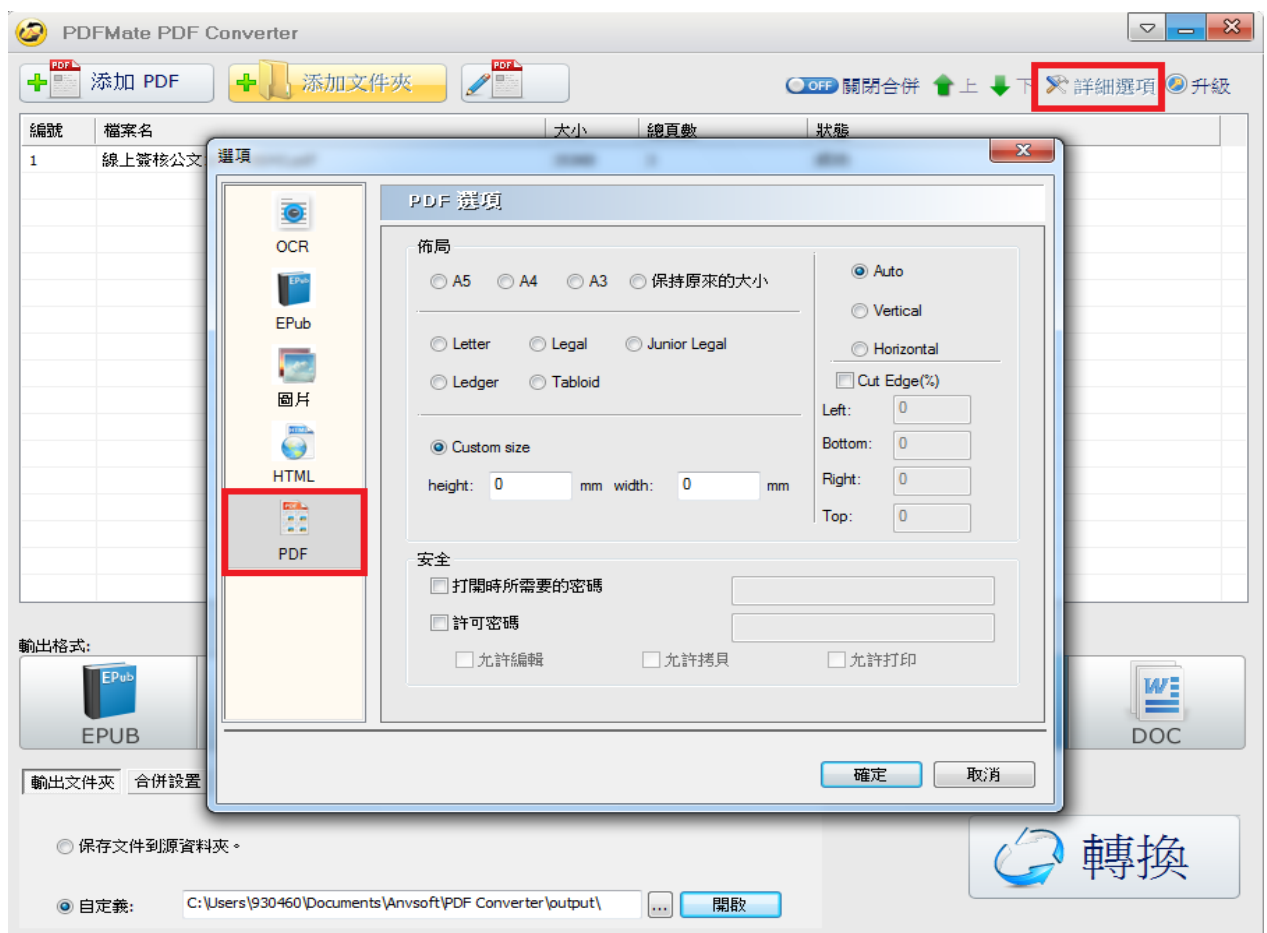 PDFMate PDF Converter
添加 PDF
添加文件夾
OFF 關閉合併 上 下 詳細選項 升級
編號 檔案名 大小 總頁數 狀態
1 線上簽核公文
選項
OCR
EPub
圖片
HTML
PDF
PDF 選項
佈局
A5 A4 A3 保持原來的大小
Letter Legal Junior Legal
Ledger Tabloid
Custom size
height: 0 mm width: 0 mm
Auto
Vertical
Horizontal
Cut Edge(%)
Left: 0
Bottom: 0
Right: 0
Top: 0
安全
打開時所需要的密碼
許可密碼
允許編輯 允許拷貝 允許打印
確定 取消
輸出格式:
EPub
EPUB
DOC
輸出文件夾 合併設置
保存文件到源資料夾。
自定義: C:\Users\930460\Documents\Anvsoft\PDF Converter\output\ ... 開啟
轉換